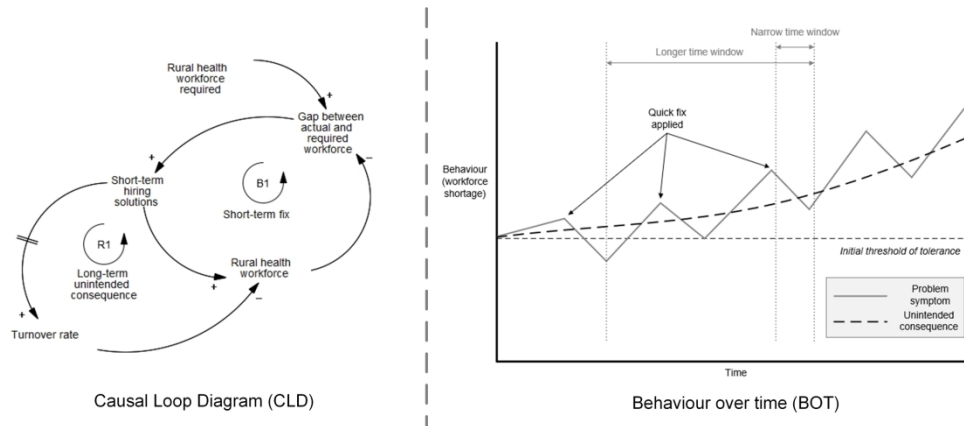 Rural health
workforce
required
+
Gap between
actual and
required
workforce
+
–
Short-term
hiring
solutions
B1
Short-term fix
R1
Long-term
unintended
consequence
Rural health
workforce
+
–
+
Turnover rate
Causal Loop Diagram (CLD)
Narrow time window
Longer time window
Quick fix
applied
Behaviour
(workforce
shortage)
Initial threshold of tolerance
Problem
symptom
Unintended
consequence
Time
Behaviour over time (BOT)